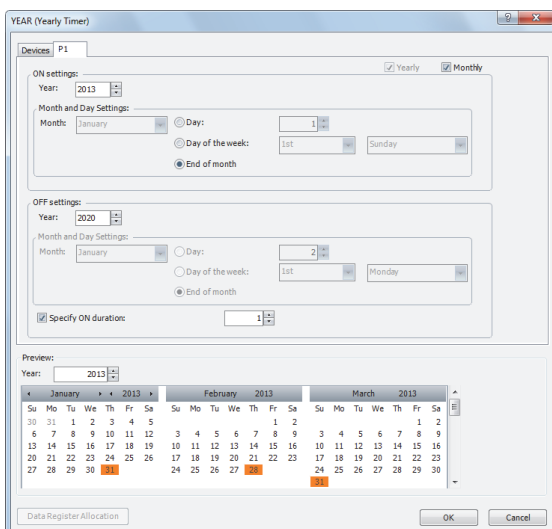 YEAR (Yearly Timer)
? X
Devices P1
Yearly Monthly
ON settings:
Year: 2013
Month and Day Settings:
Month: January Day: 1
Day of the week: 1st Sunday
End of month
OFF settings:
Year: 2020
Month and Day Settings:
Month: January Day: 2
Day of the week: 1st Monday
End of month
Specify ON duration: 1
Preview:
Year: 2013
January 2013 February 2013 March 2013
Su Mo Tu We Th Fr Sa Su Mo Tu We Th Fr Sa Su Mo Tu We Th Fr Sa
30 31 1 2 3 4 5 1 2 1 2
6 7 8 9 10 11 12 3 4 5 6 7 8 9 3 4 5 6 7 8 9
13 14 15 16 17 18 19 10 11 12 13 14 15 16 10 11 12 13 14 15 16
20 21 22 23 24 25 26 17 18 19 20 21 22 23 17 18 19 20 21 22 23
27 28 29 30 31 24 25 26 27 28 24 25 26 27 28 29 30
31
Data Register Allocation OK Cancel